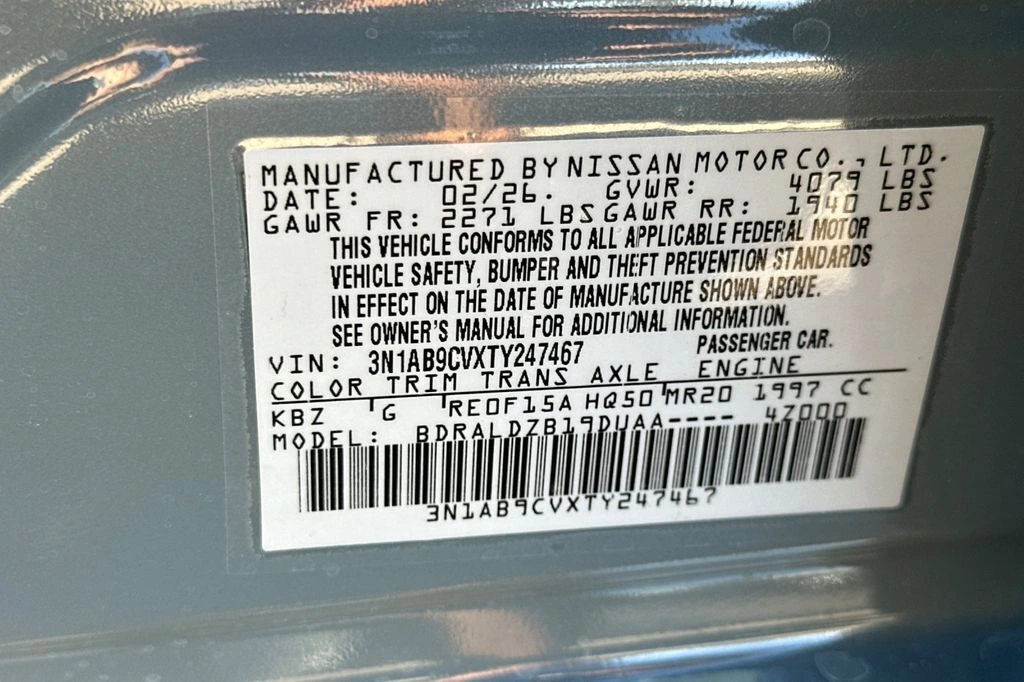 MANUFACTURED BY NISSAN MOTOR CO., LTD.
DATE: 02/26. GVWR: 4079 LBS
GAWR FR: 2271 LBS GAWR RR: 1940 LBS
THIS VEHICLE CONFORMS TO ALL APPLICABLE FEDERAL MOTOR
VEHICLE SAFETY, BUMPER AND THEFT PREVENTION STANDARDS
IN EFFECT ON THE DATE OF MANUFACTURE SHOWN ABOVE.
SEE OWNER'S MANUAL FOR ADDITIONAL INFORMATION.
VIN: 3N1AB9CVXTY247467 PASSENGER CAR.
COLOR TRIM TRANS AXLE ENGINE
KBZ G RE0F15A HQ50 MR20 1997 CC
MODEL: BDRALDZB19DUAA---- 4Z000
3N1AB9CVXTY247467